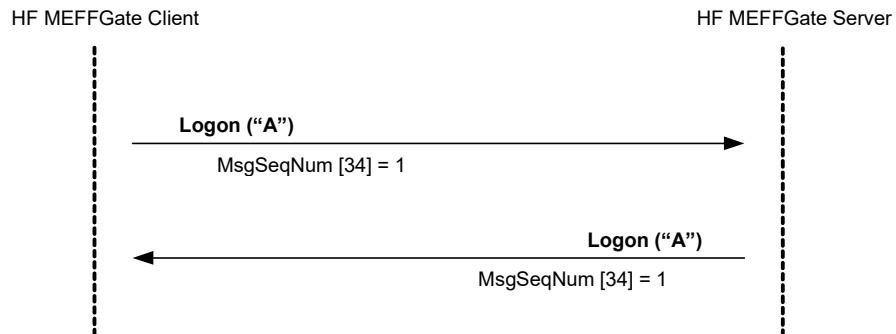 HF MEFFGate Client
HF MEFFGate Server
Logon (“A”)
MsgSeqNum [34] = 1
Logon (“A”)
MsgSeqNum [34] = 1